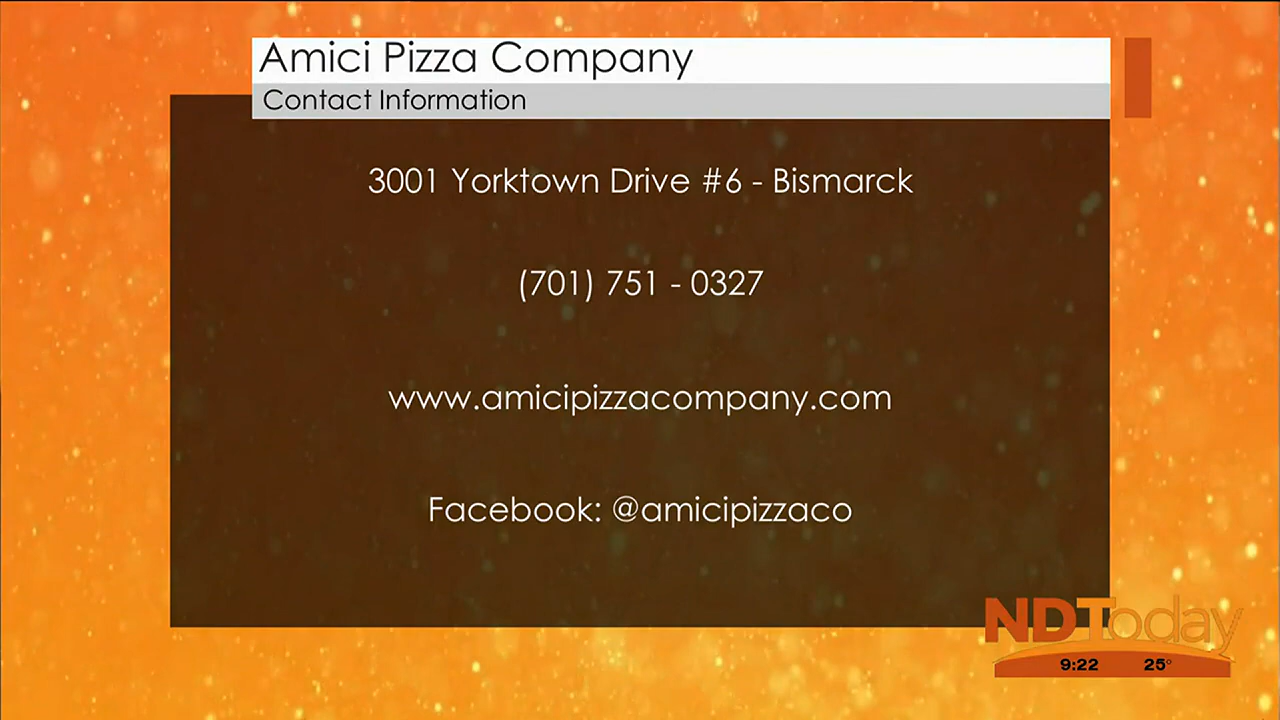 Amici Pizza Company
Contact Information
3001 Yorktown Drive #6 - Bismarck
(701) 751 - 0327
www.amicipizzacompany.com
Facebook: @amicipizzaco
NDToday
9:22 25°